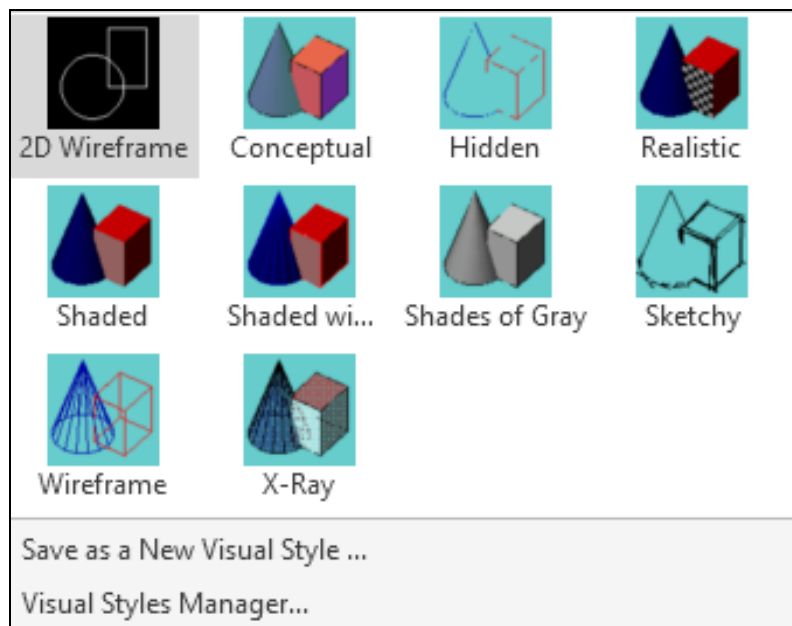 2D Wireframe Conceptual Hidden Realistic
Shaded Shaded wi... Shades of Gray Sketchy
Wireframe X-Ray
Save as a New Visual Style ...
Visual Styles Manager...